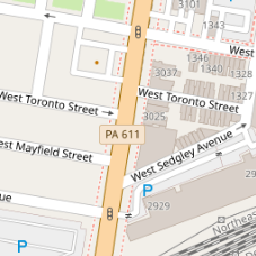 3101
1343
West
1346
1340
1328
3037
West Toronto Street
West Toronto Street
3025
1327
PA 611
West Sedgley Avenue
West Mayfield Street
P
2929
P